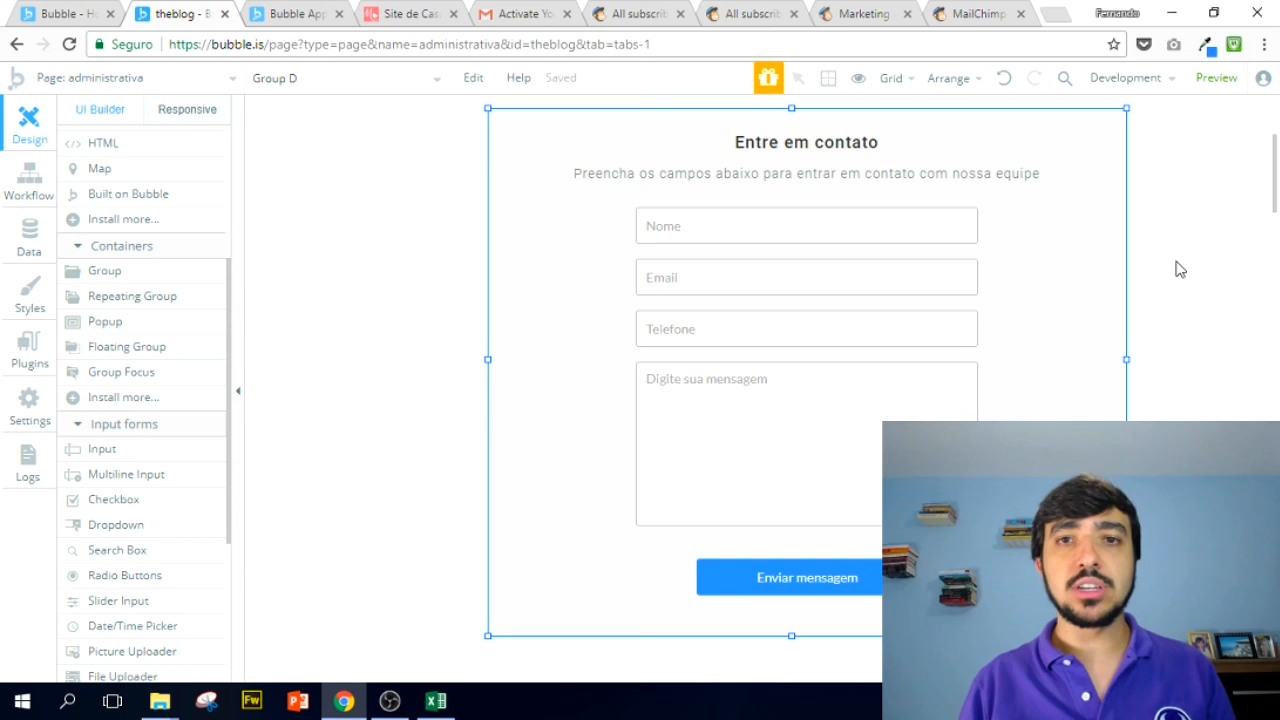 Bubble - Ho
theblog - B
Bubble App
Site de Cas
Activate Yo
All subscrib
All subscrib
Marketing
MailChimp
Fernando
Seguro
https://bubble.is/page?type=page&name=administrativa&id=theblog&tab=tabs-1
Page: administrativa
Group D
Edit
Help
Saved
Grid
Arrange
Development
Preview
Design
Workflow
Data
Styles
Plugins
Settings
Logs
UI Builder
Responsive
HTML
Map
Built on Bubble
Install more...
Containers
Group
Repeating Group
Popup
Floating Group
Group Focus
Install more...
Input forms
Input
Multiline Input
Checkbox
Dropdown
Search Box
Radio Buttons
Slider Input
Date/Time Picker
Picture Uploader
File Uploader
Entre em contato
Preencha os campos abaixo para entrar em contato com nossa equipe
Nome
Email
Telefone
Digite sua mensagem
Enviar mensagem
Fw